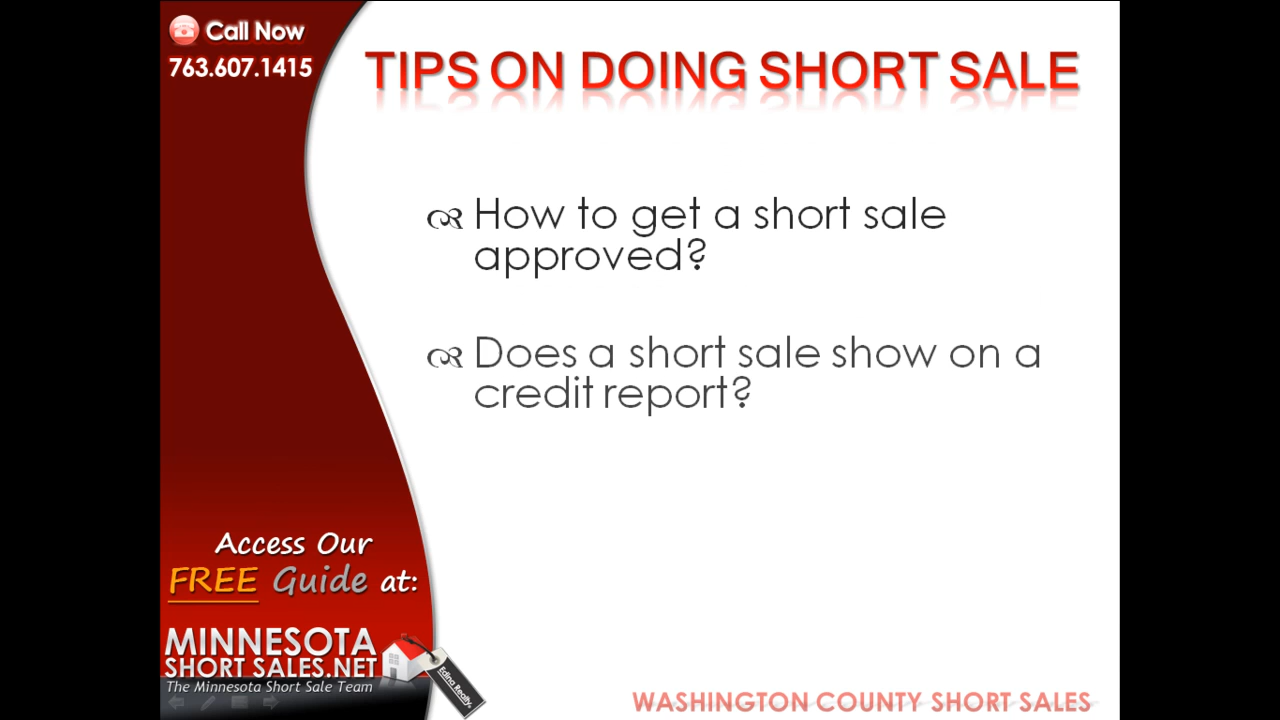 Call Now
763.607.1415
TIPS ON DOING SHORT SALE
How to get a short sale
approved?
Does a short sale show on a
credit report?
Access Our
FREE Guide at:
MINNESOTA
SHORT SALES.NET
The Minnesota Short Sale Team
Edina Realty.
WASHINGTON COUNTY SHORT SALES